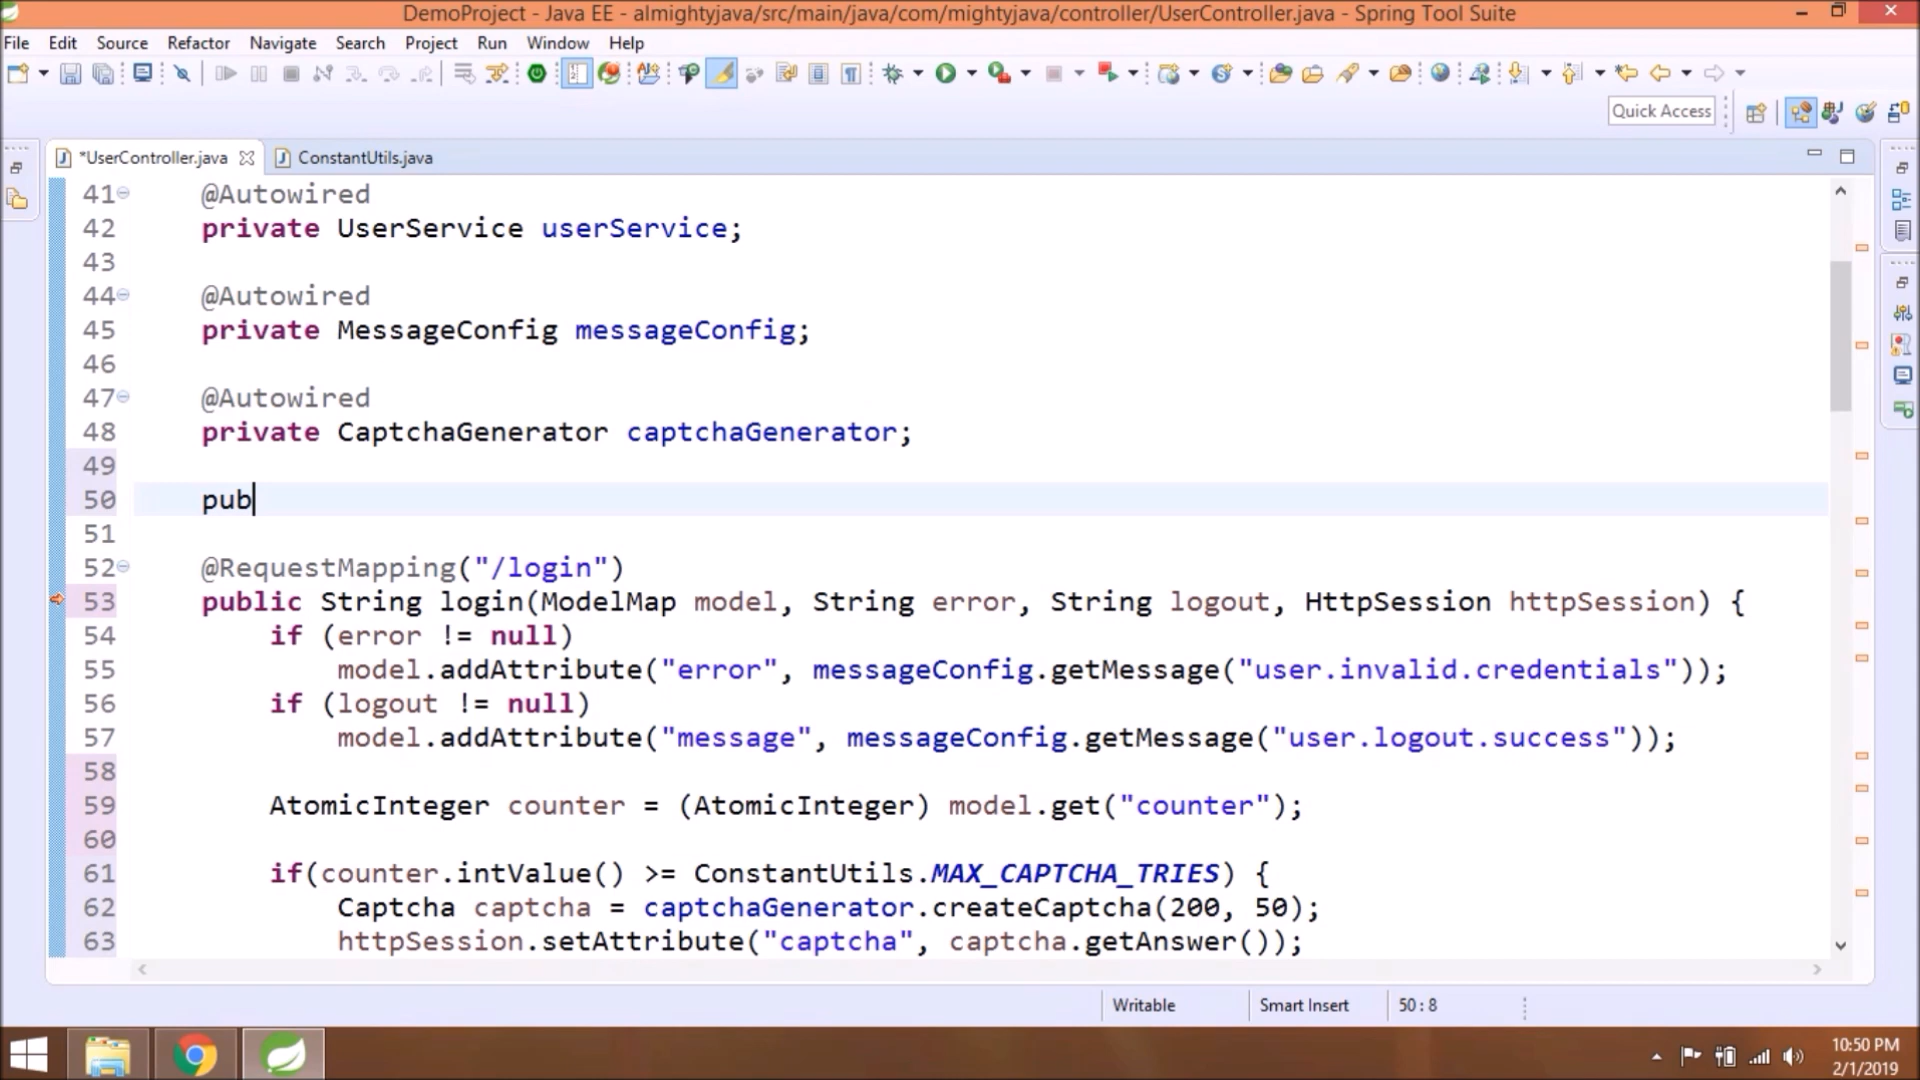 DemoProject - Java EE - almightyjava/src/main/java/com/mightyjava/controller/UserController.java - Spring Tool Suite
File Edit Source Refactor Navigate Search Project Run Window Help
Quick Access
*UserController.java ConstantUtils.java
41 @Autowired
42 private UserService userService;
43
44 @Autowired
45 private MessageConfig messageConfig;
46
47 @Autowired
48 private CaptchaGenerator captchaGenerator;
49
50 pub
51
52 @RequestMapping("/login")
53 public String login(ModelMap model, String error, String logout, HttpSession httpSession) {
54 if (error != null)
55 model.addAttribute("error", messageConfig.getMessage("user.invalid.credentials"));
56 if (logout != null)
57 model.addAttribute("message", messageConfig.getMessage("user.logout.success"));
58
59 AtomicInteger counter = (AtomicInteger) model.get("counter");
60
61 if(counter.intValue() >= ConstantUtils.MAX_CAPTCHA_TRIES) {
62 Captcha captcha = captchaGenerator.createCaptcha(200, 50);
63 httpSession.setAttribute("captcha", captcha.getAnswer());
Writable Smart Insert 50 : 8
10:50 PM
2/1/2019